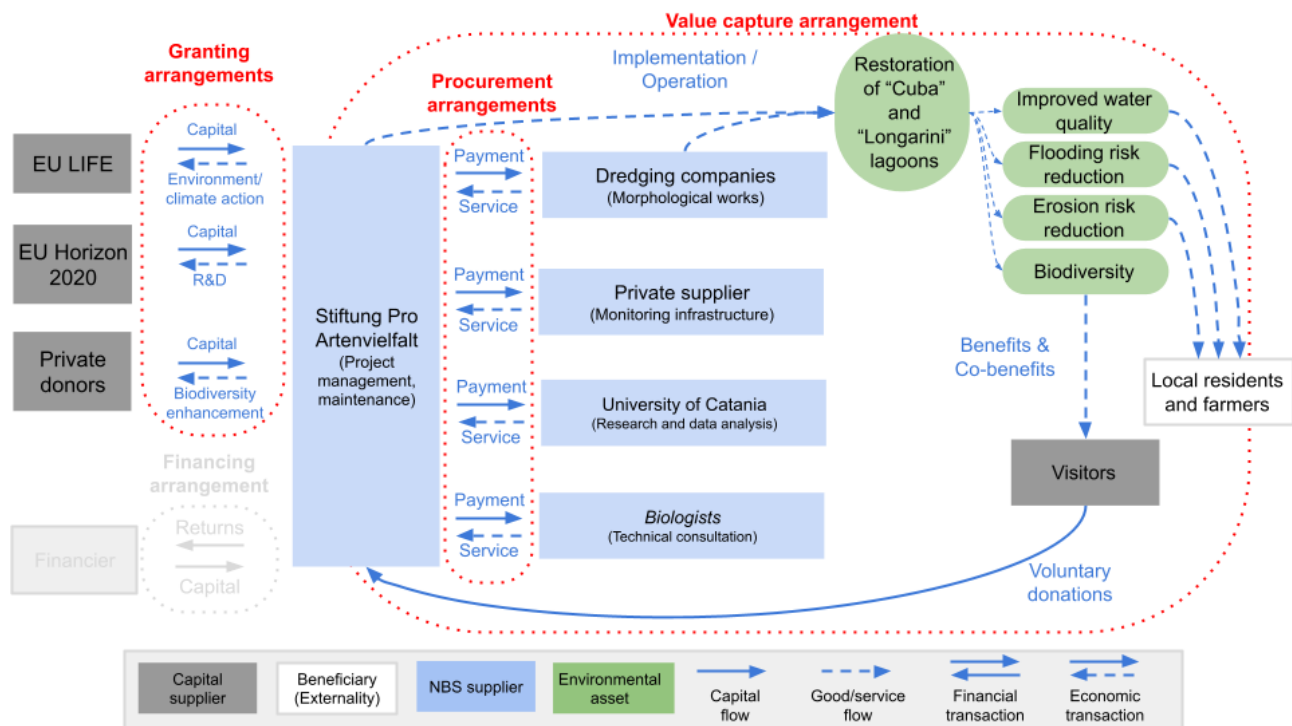 Value capture arrangement
Granting
arrangements
Implementation /
Operation
Procurement
arrangements
Restoration
of “Cuba”
and
“Longarini”
lagoons
Improved water
quality
Flooding risk
reduction
Erosion risk
reduction
Biodiversity
EU LIFE
Capital
Environment/
climate action
EU Horizon
2020
Capital
R&D
Private
donors
Capital
Biodiversity
enhancement
Financing
arrangement
Financier
Returns
Capital
Stiftung Pro
Artenvielfalt
(Project
management,
maintenance)
Payment
Service
Dredging companies
(Morphological works)
Payment
Service
Private supplier
(Monitoring infrastructure)
Payment
Service
University of Catania
(Research and data analysis)
Payment
Service
Biologists
(Technical consultation)
Benefits &
Co-benefits
Local residents
and farmers
Visitors
Voluntary
donations
Capital
supplier
Beneficiary
(Externality)
NBS supplier
Environmental
asset
Capital
flow
Good/service
flow
Financial
transaction
Economic
transaction